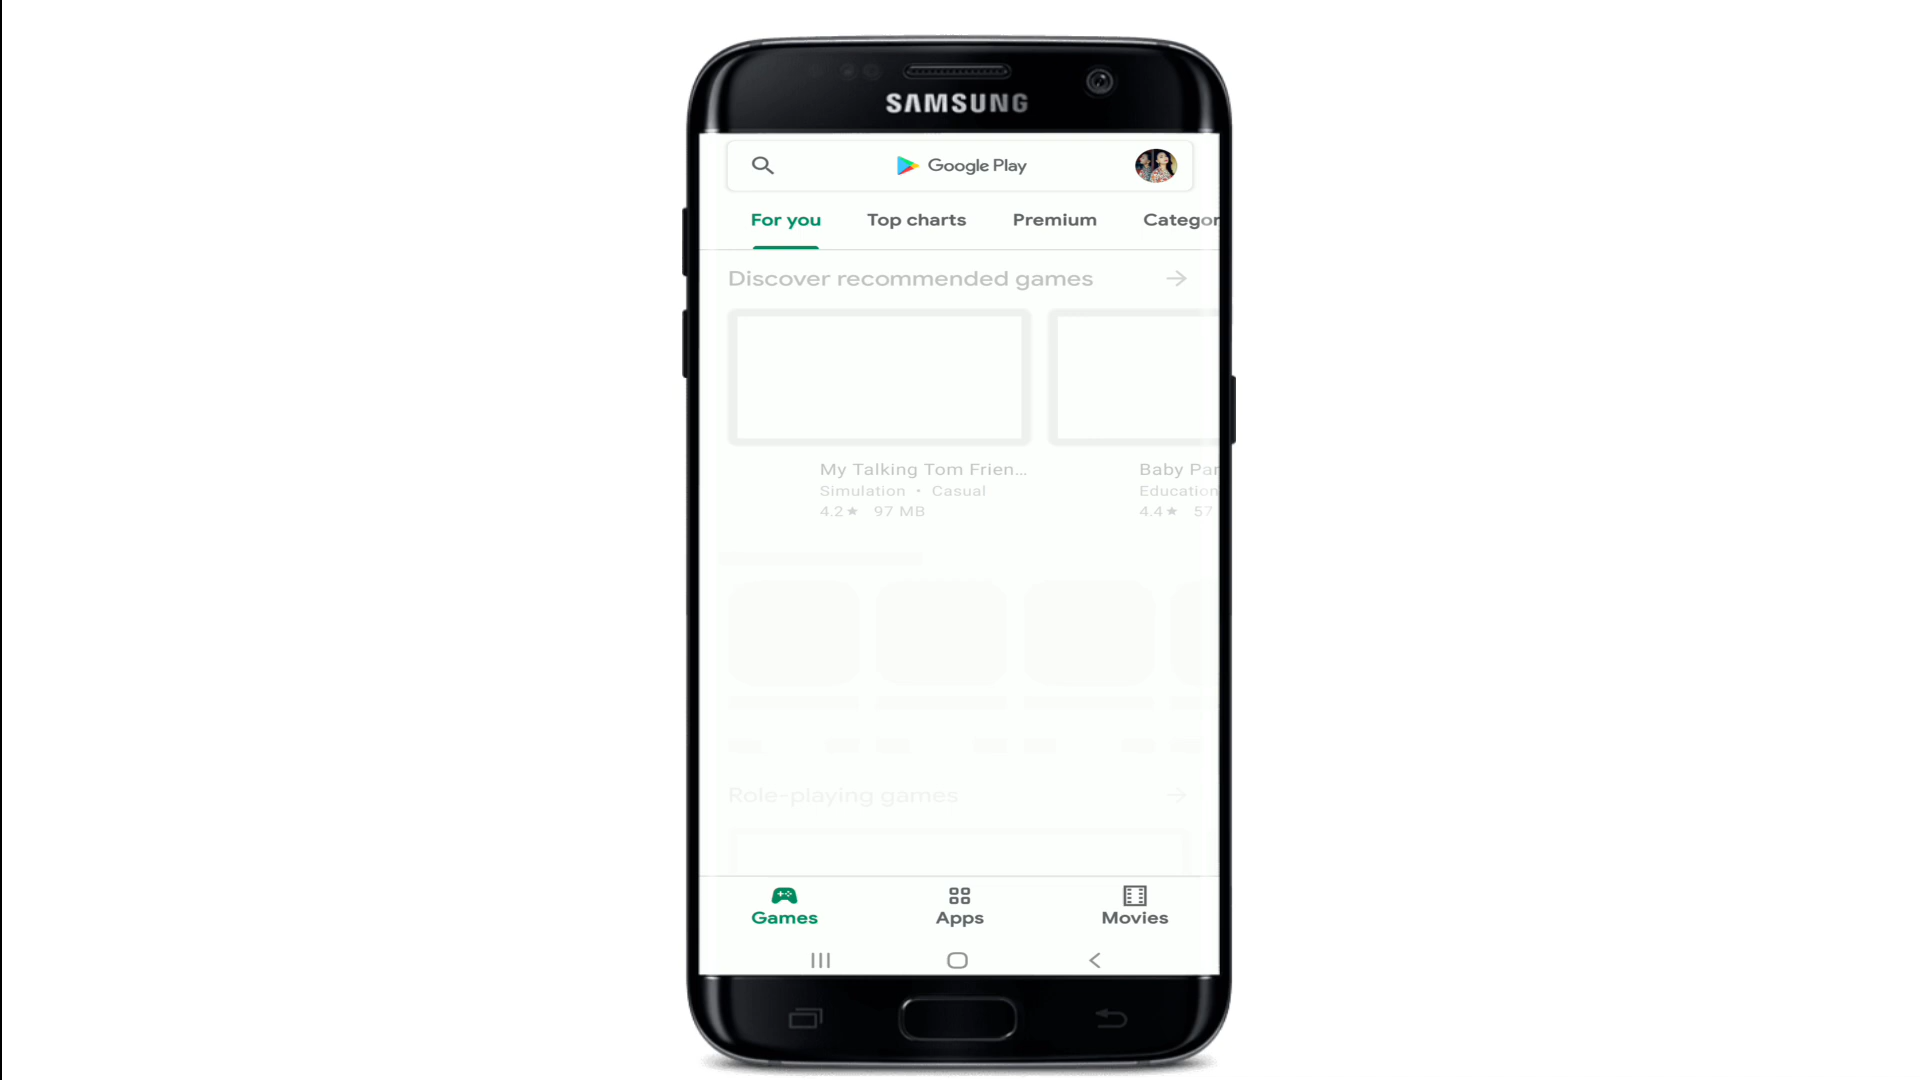 SAMSUNG
Google Play
For you Top charts Premium Categor
Discover recommended games
My Talking Tom Frien... Baby Par
Simulation • Casual Education
4.2★ 97 MB 4.4★ 57
Role-playing games
Games Apps Movies